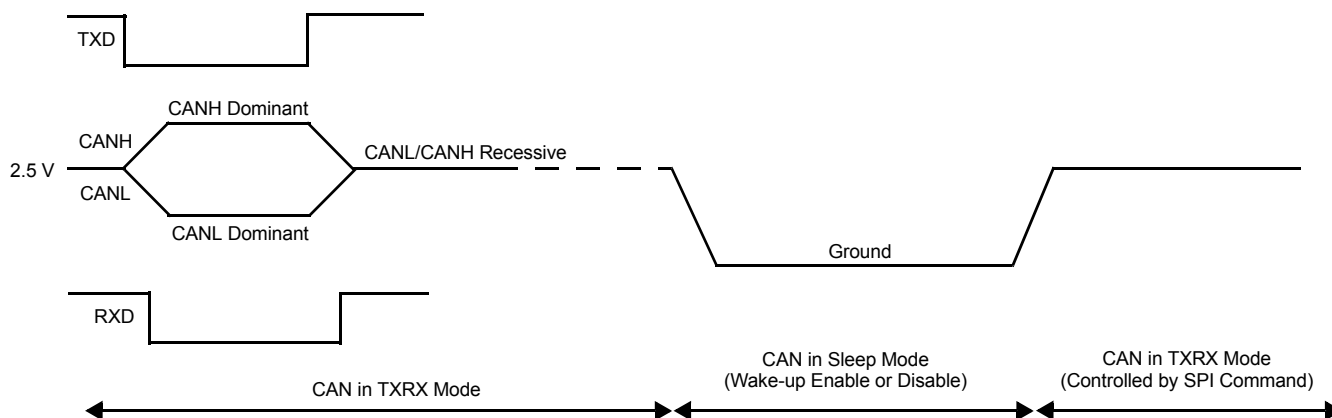 TXD
CANH Dominant
CANH
2.5 V
CANL/CANH Recessive
CANL
CANL Dominant
Ground
RXD
CAN in TXRX Mode
CAN in Sleep Mode
(Wake-up Enable or Disable)
CAN in TXRX Mode
(Controlled by SPI Command)